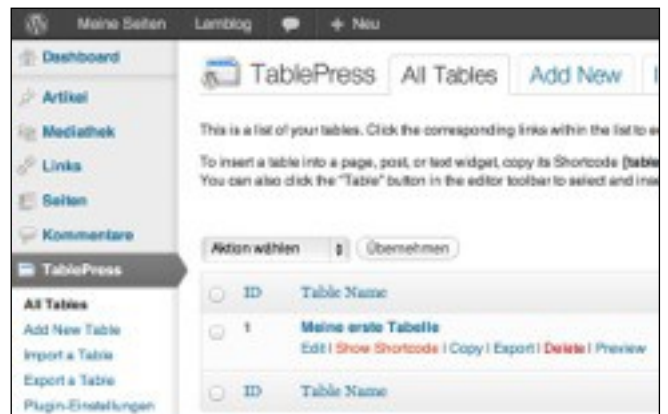 Meine Seiten Lernblog + Neu
Dashboard
Artikel
Mediathek
Links
Seiten
Kommentare
TablePress
All Tables
Add New Table
Import a Table
Export a Table
Plugin-Einstellungen
TablePress All Tables Add New
This is a list of your tables. Click the corresponding links within the list to
To insert a table into a page, post, or text widget, copy its Shortcode [table
You can also click the "Table" button in the editor toolbar to select and
Aktion wählen Übernehmen
ID Table Name
1 Meine erste Tabelle
Edit | Show Shortcode | Copy | Export | Delete | Preview
ID Table Name